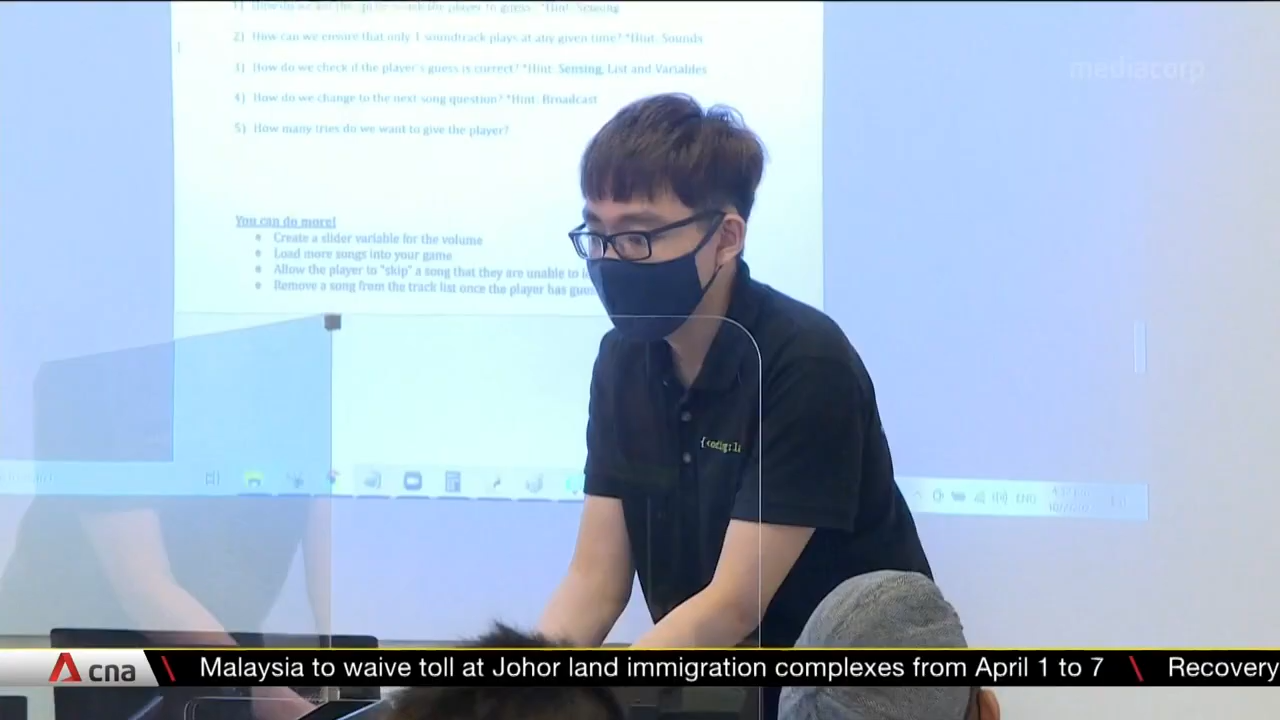 mediacorp
2) How can we ensure that only 1 soundtrack plays at any given time? *Hint: Sounds
3) How do we check if the player's guess is correct? *Hint: Sensing, List and Variables
4) How do we change to the next song question? *Hint: Broadcast
5) How many tries do we want to give the player?
You can do more!
Create a slider variable for the volume
Load more songs into your game
Allow the player to "skip" a song that they are unable to
Remove a song from the track list once the player has
ENG
cna
Malaysia to waive toll at Johor land immigration complexes from April 1 to 7 \ Recovery